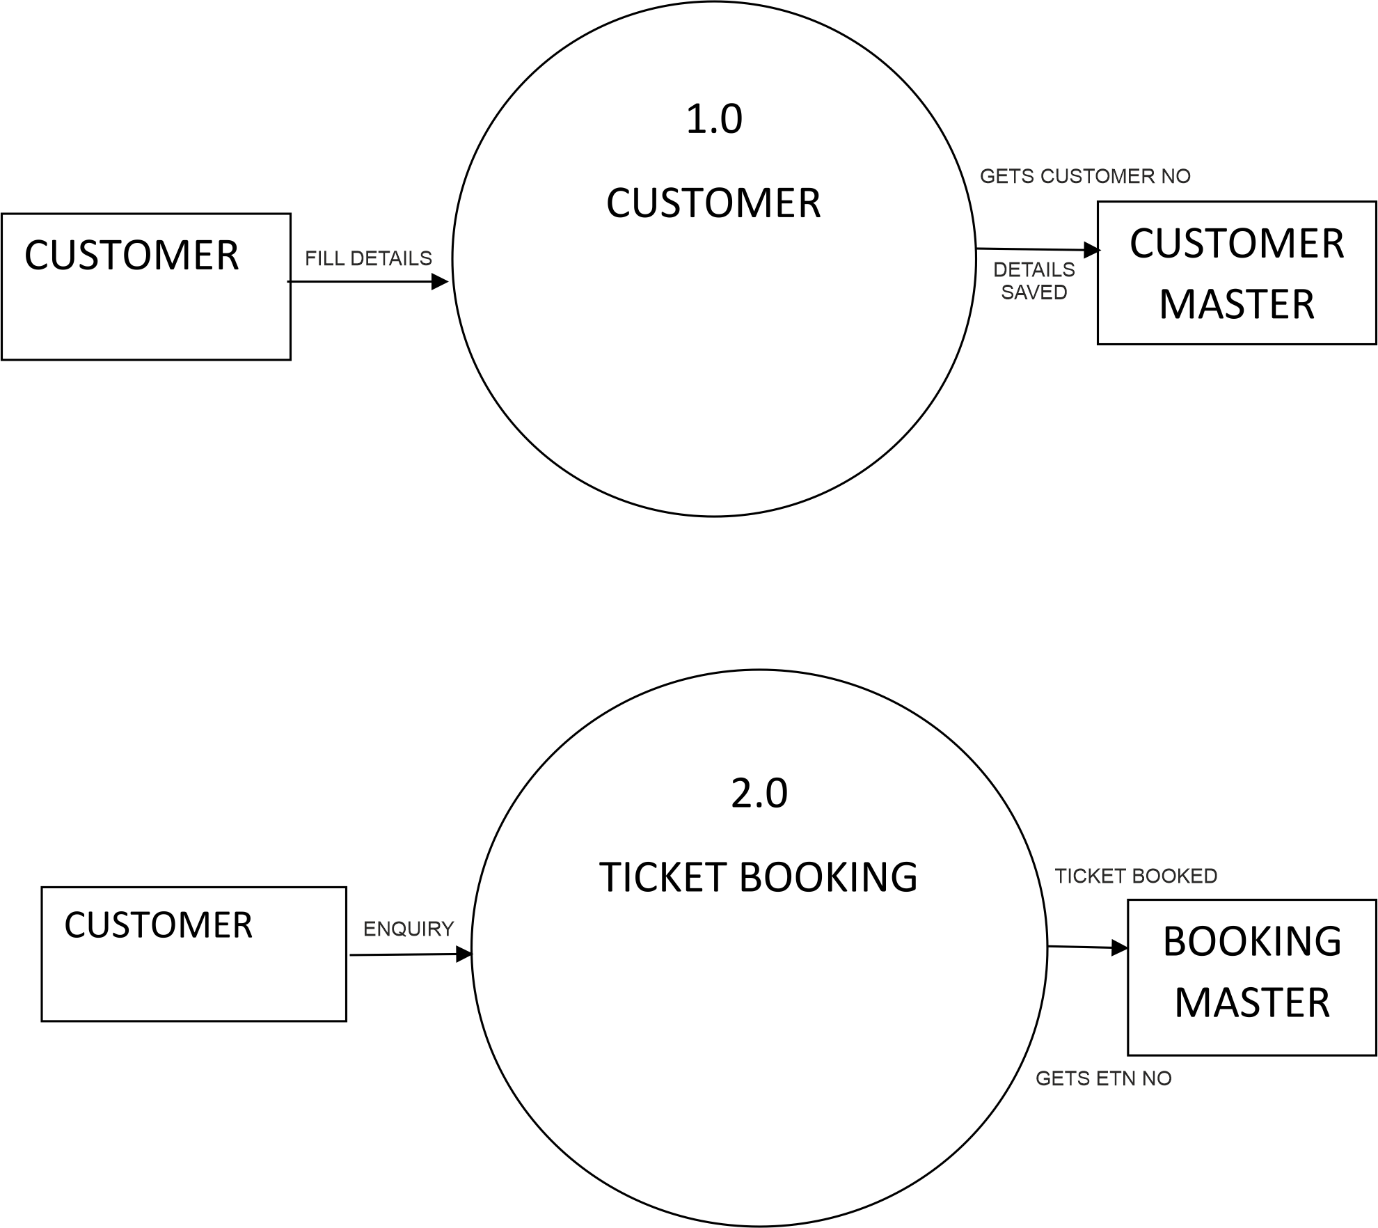 1.0
CUSTOMER
GETS CUSTOMER NO
CUSTOMER
FILL DETAILS
CUSTOMER
MASTER
DETAILS
SAVED
2.0
TICKET BOOKING
TICKET BOOKED
CUSTOMER
ENQUIRY
BOOKING
MASTER
GETS ETN NO